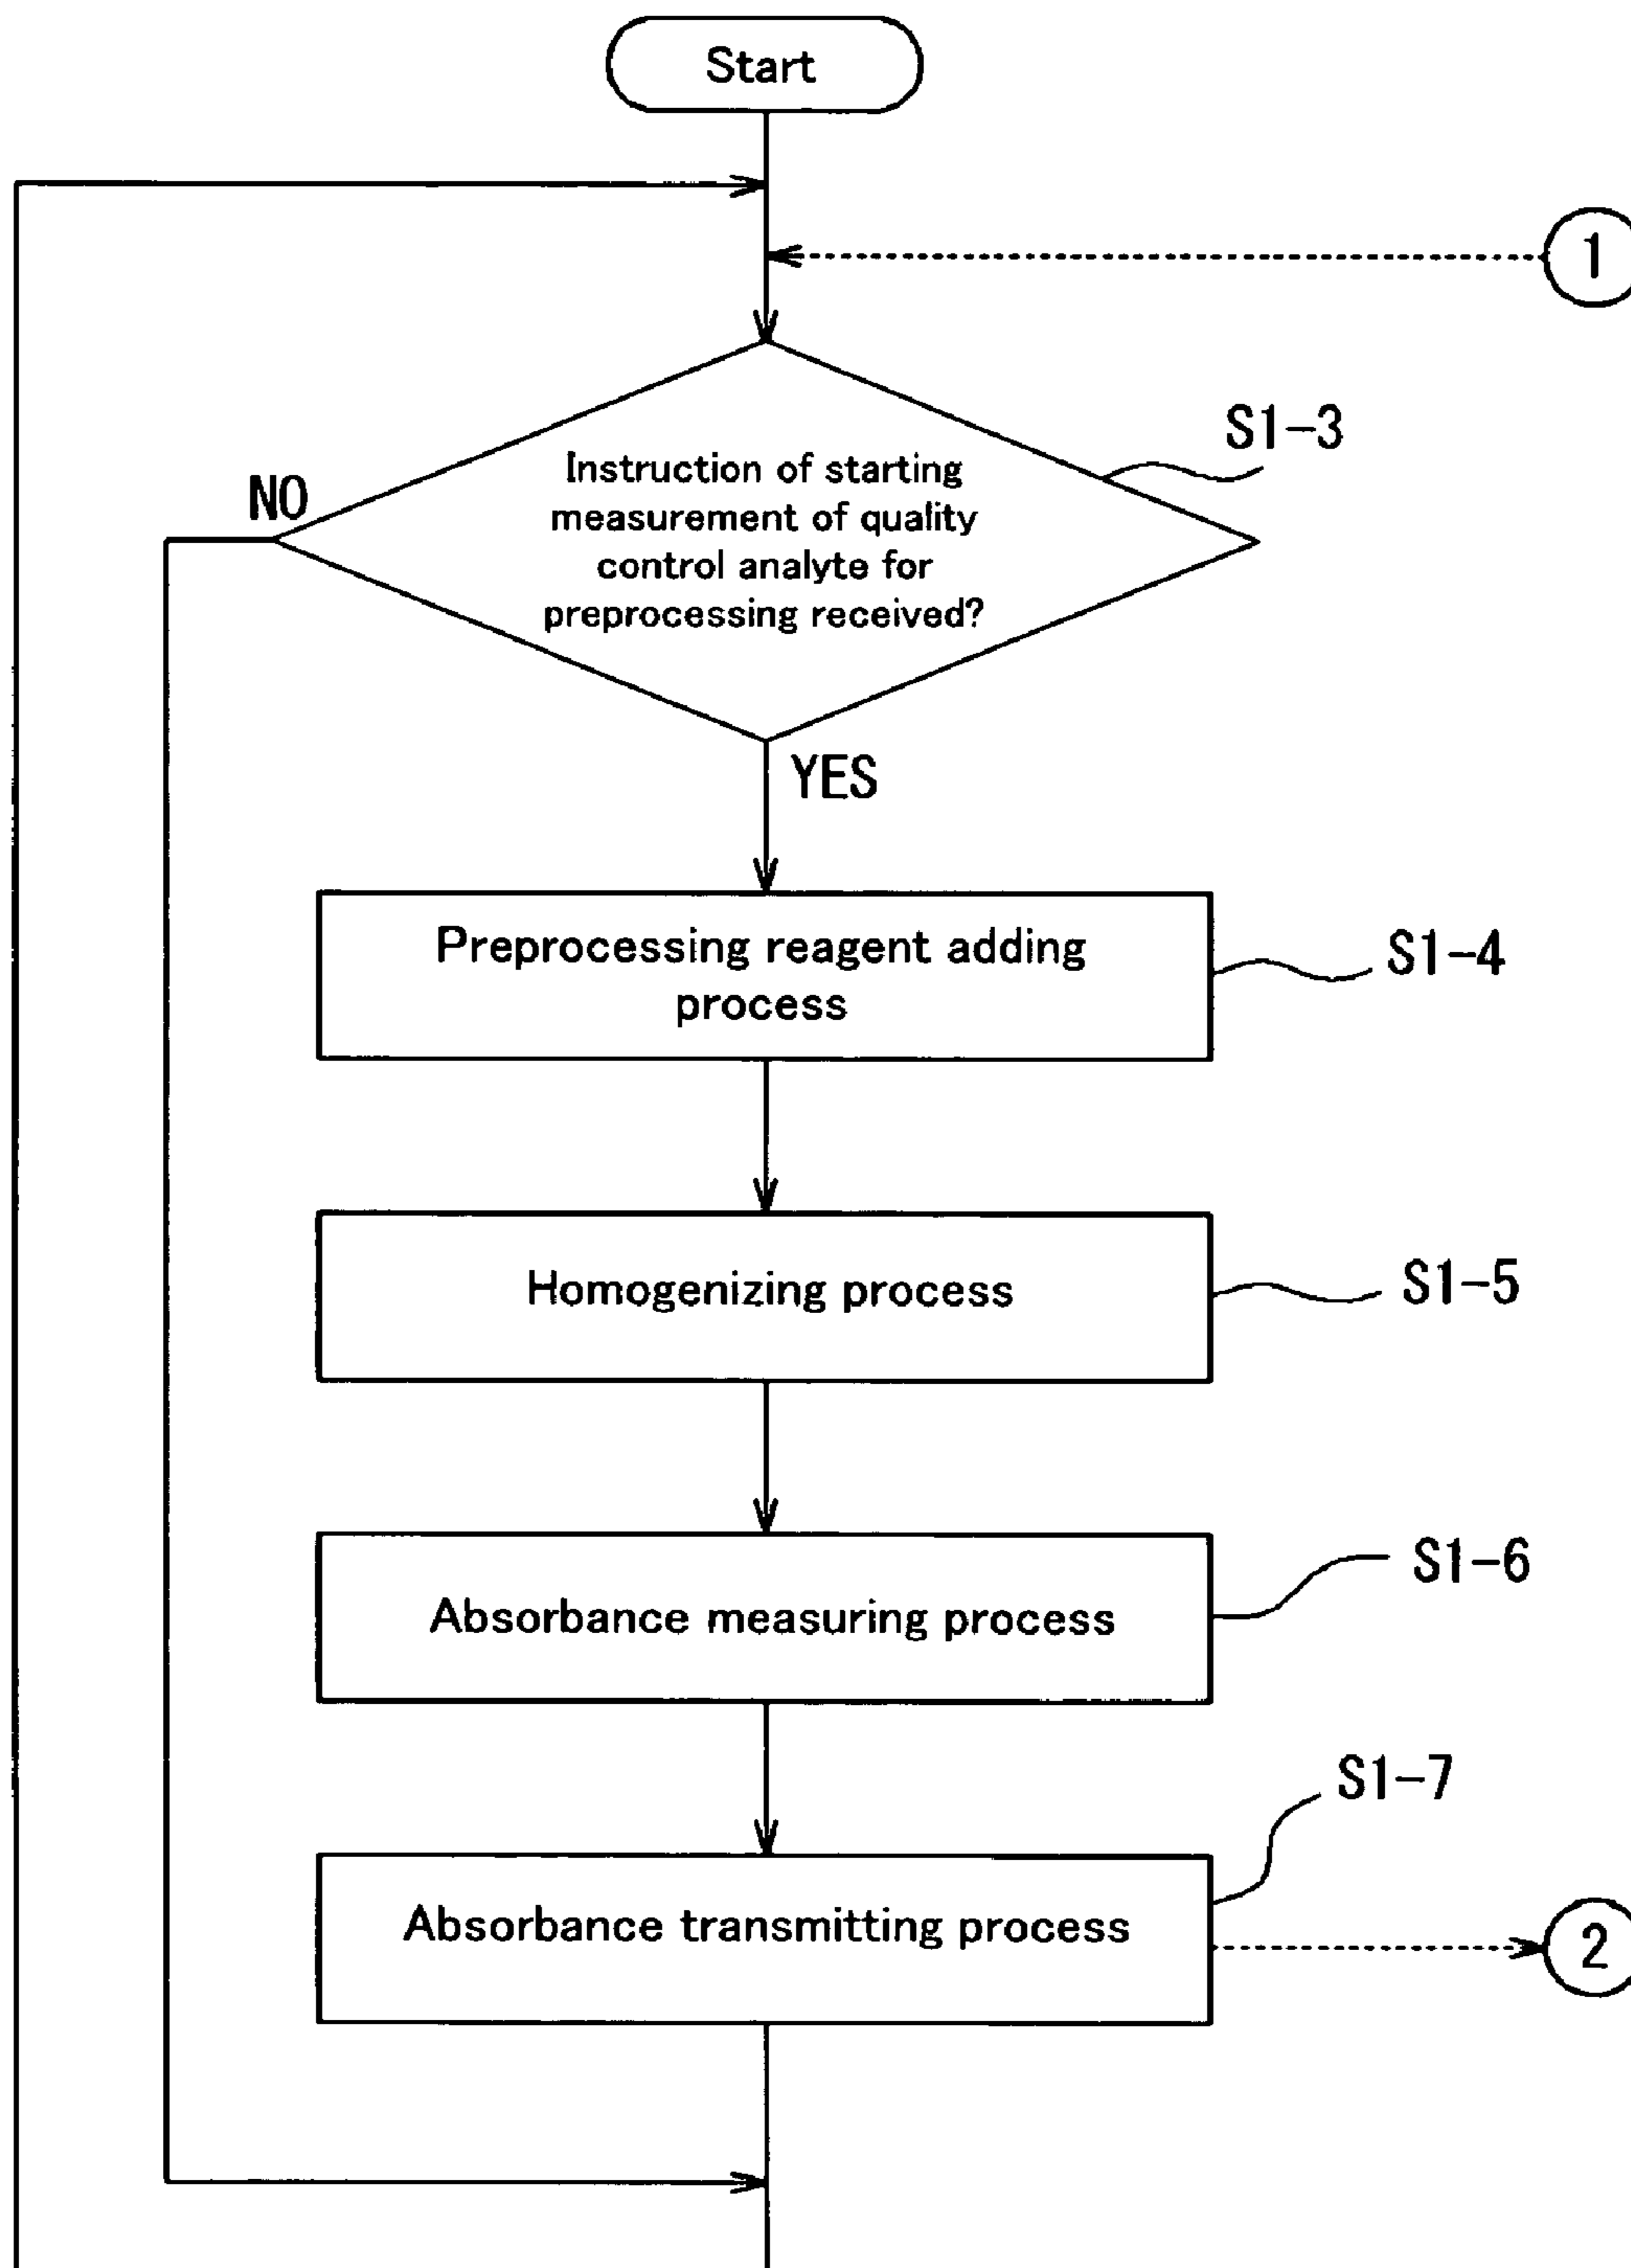 Start
1
S1-3
NO
Instruction of starting
measurement of quality
control analyte for
preprocessing received?
YES
Preprocessing reagent adding
process
S1-4
Homogenizing process
S1-5
Absorbance measuring process
S1-6
S1-7
Absorbance transmitting process
2